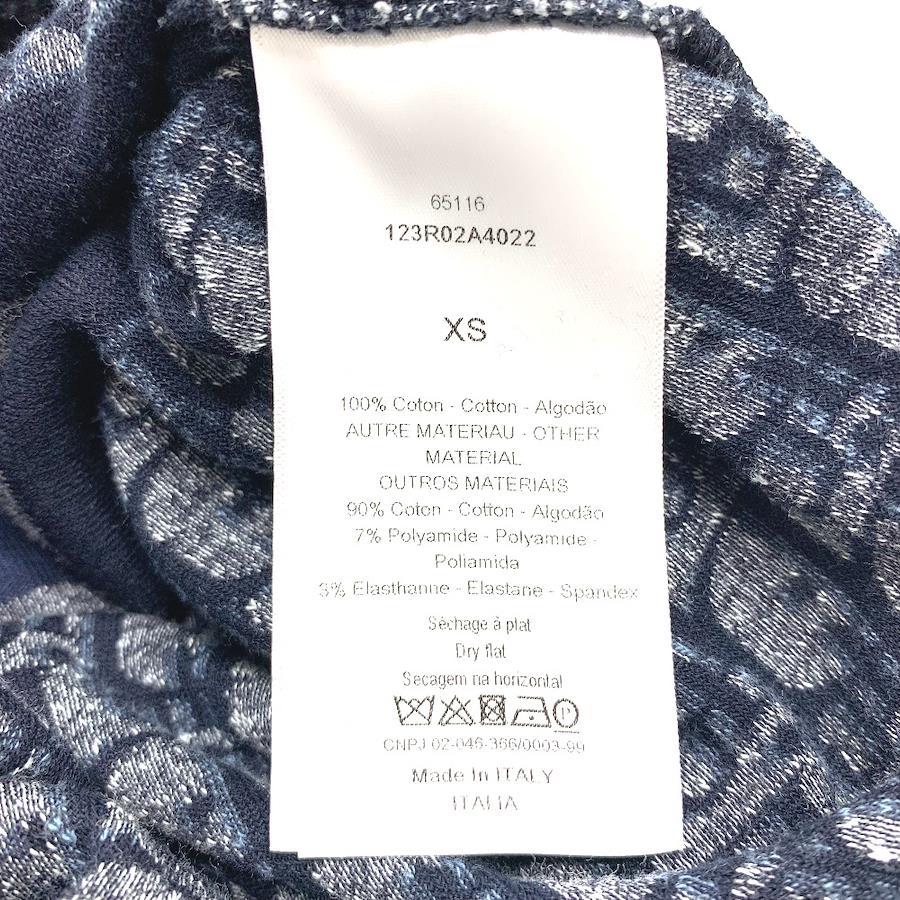 65116
123R02A4022
XS
100% Coton - Cotton - Algodão
AUTRE MATERIAU - OTHER
MATERIAL
OUTROS MATERIAIS
90% Coton - Cotton - Algodão
7% Polyamide - Polyamide -
Poliamida
3% Elasthanne - Elastane - Spandex
Séchage à plat
Dry flat
Secagem na horizontal
P
CNPJ 02-046-366/0003-99
Made In ITALY
ITALIA